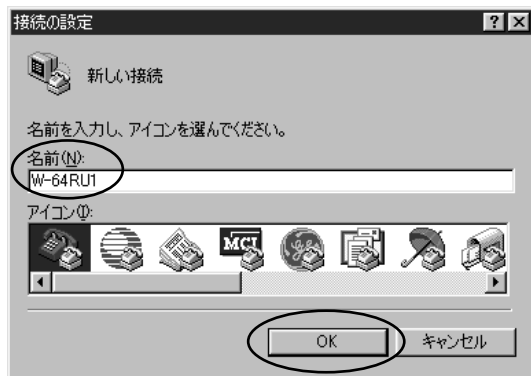 接続の設定
新しい接続
名前を入力し、アイコンを選んでください。
名前(N):
W-64RU1
アイコン(I):
MCI
OK キャンセル